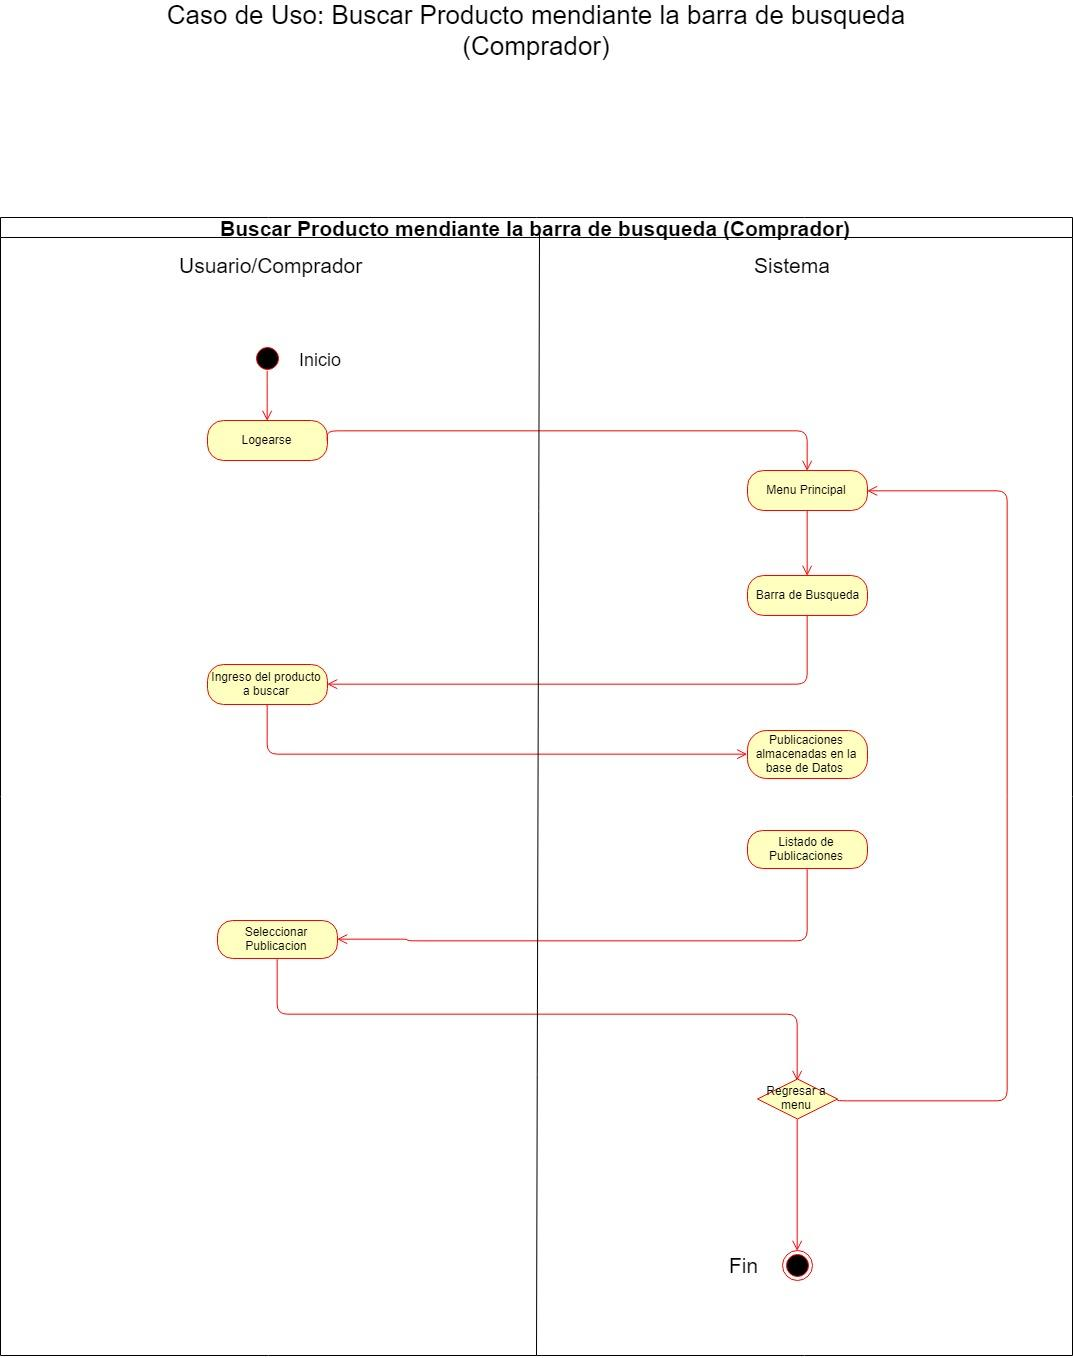 Caso de Uso: Buscar Producto mendiante la barra de busqueda
(Comprador)
Buscar Producto mendiante la barra de busqueda (Comprador)
Usuario/Comprador
Sistema
Inicio
Logearse
Menu Principal
Barra de Busqueda
Ingreso del producto
a buscar
Publicaciones
almacenadas en la
base de Datos
Listado de
Publicaciones
Seleccionar
Publicacion
Regresar a
menu
Fin